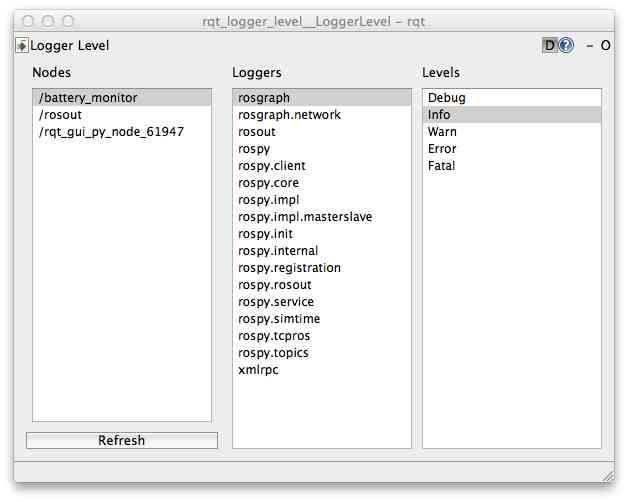 rqt_logger_level__LoggerLevel - rqt
Logger Level
D ? - O
Nodes
/battery_monitor
/rosout
/rqt_gui_py_node_61947
Refresh
Loggers
rosgraph
rosgraph.network
rosout
rospy
rospy.client
rospy.core
rospy.impl
rospy.impl.masterslave
rospy.init
rospy.internal
rospy.registration
rospy.rosout
rospy.service
rospy.simtime
rospy.tcpros
rospy.topics
xmlrpc
Levels
Debug
Info
Warn
Error
Fatal